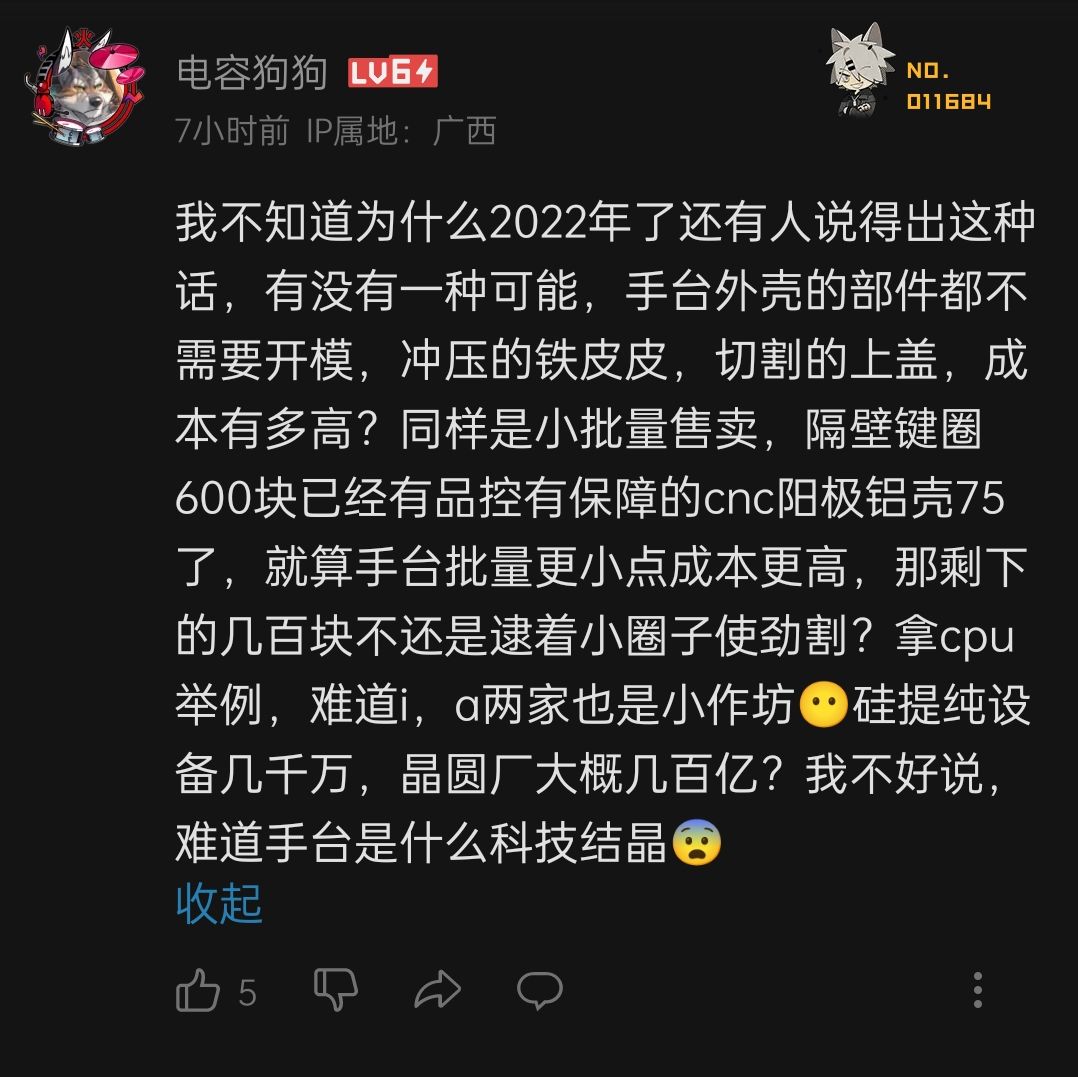 电容狗狗 LV6
NO.
011684
7小时前 IP属地：广西
我不知道为什么2022年了还有人说得出这种
话，有没有一种可能，手台外壳的部件都不
需要开模，冲压的铁皮皮，切割的上盖，成
本有多高？同样是小批量售卖，隔壁键圈
600块已经有品控有保障的cnc阳极铝壳75
了，就算手台批量更小点成本更高，那剩下
的几百块不还是逮着小圈子使劲割？拿cpu
举例，难道i，a两家也是小作坊😶硅提纯设
备几千万，晶圆厂大概几百亿？我不好说，
难道手台是什么科技结晶😨
收起
5